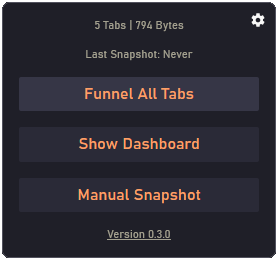 5 Tabs | 794 Bytes
Last Snapshot: Never
Funnel All Tabs
Show Dashboard
Manual Snapshot
Version 0.3.0